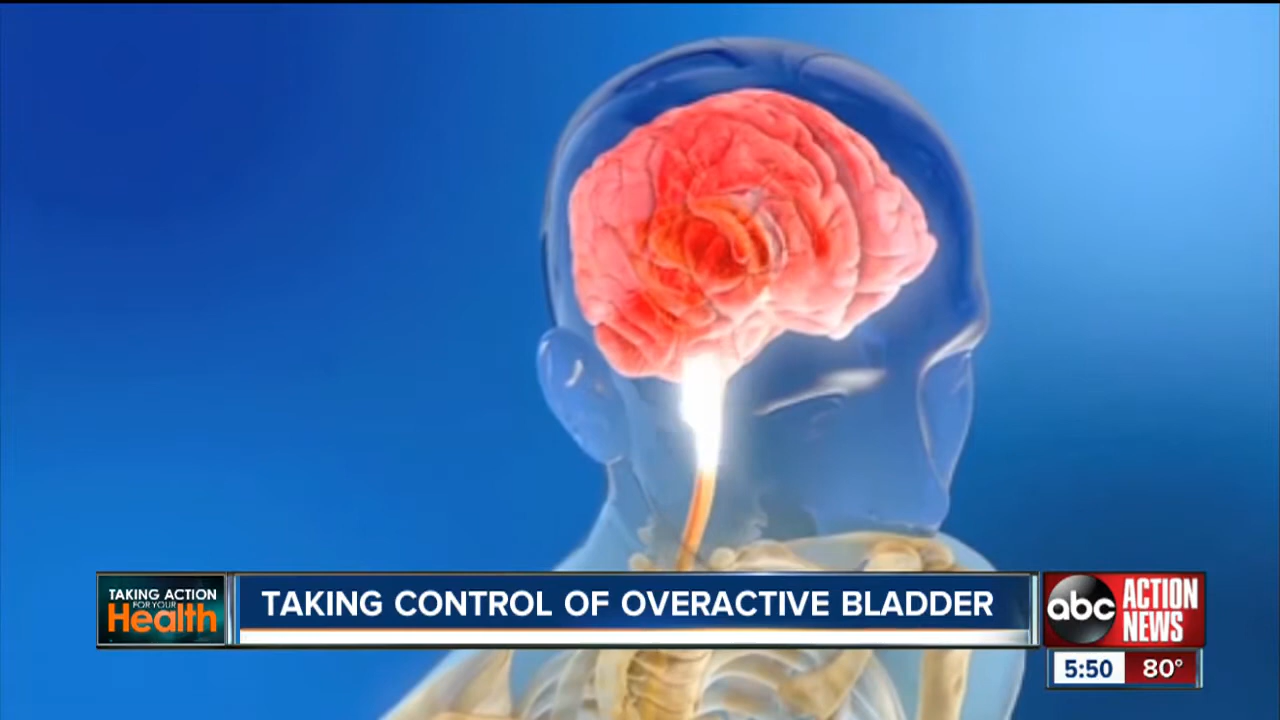 TAKING ACTION
FOR YOUR
Health
TAKING CONTROL OF OVERACTIVE BLADDER
abc
ACTION
NEWS
5:50 80°